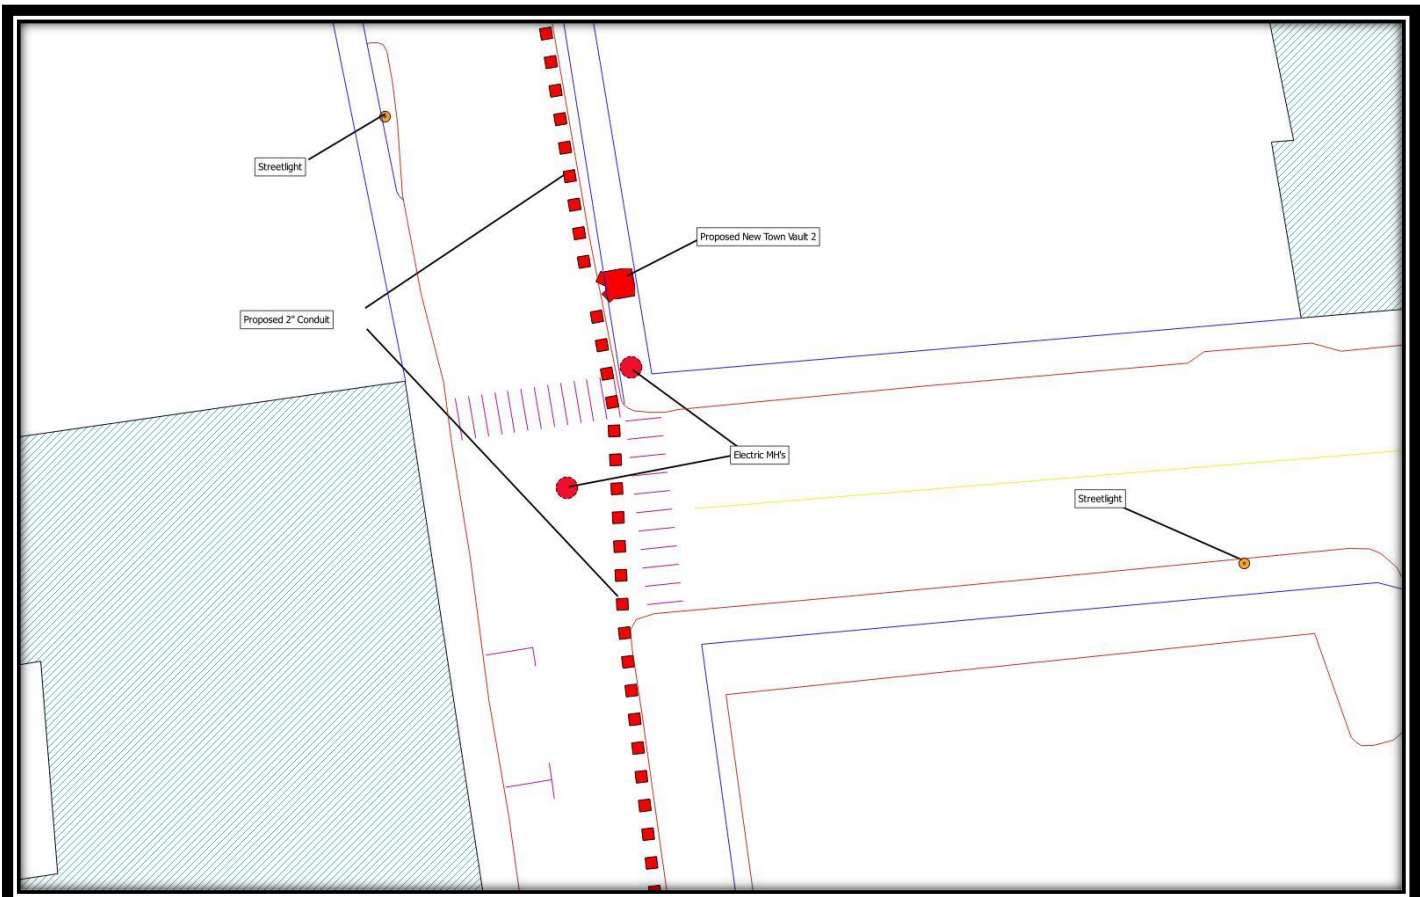 Streetlight
Proposed New Town Vault 2
Proposed 2" Conduit
Electric MH's
Streetlight